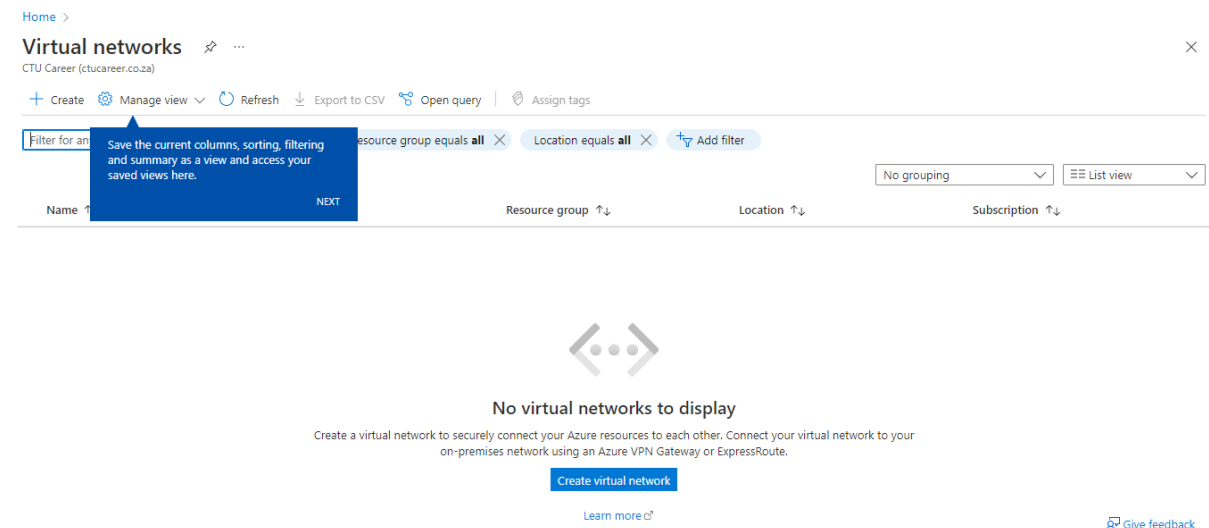 Home >
Virtual networks
CTU Career (ctucareer.co.za)
+ Create Manage view Refresh Export to CSV Open query Assign tags
Filter for an
esource group equals all Location equals all Add filter
Save the current columns, sorting, filtering
and summary as a view and access your
saved views here.
NEXT
No grouping List view
Name Resource group Location Subscription
No virtual networks to display
Create a virtual network to securely connect your Azure resources to each other. Connect your virtual network to your
on-premises network using an Azure VPN Gateway or ExpressRoute.
Create virtual network
Learn more
Give feedback